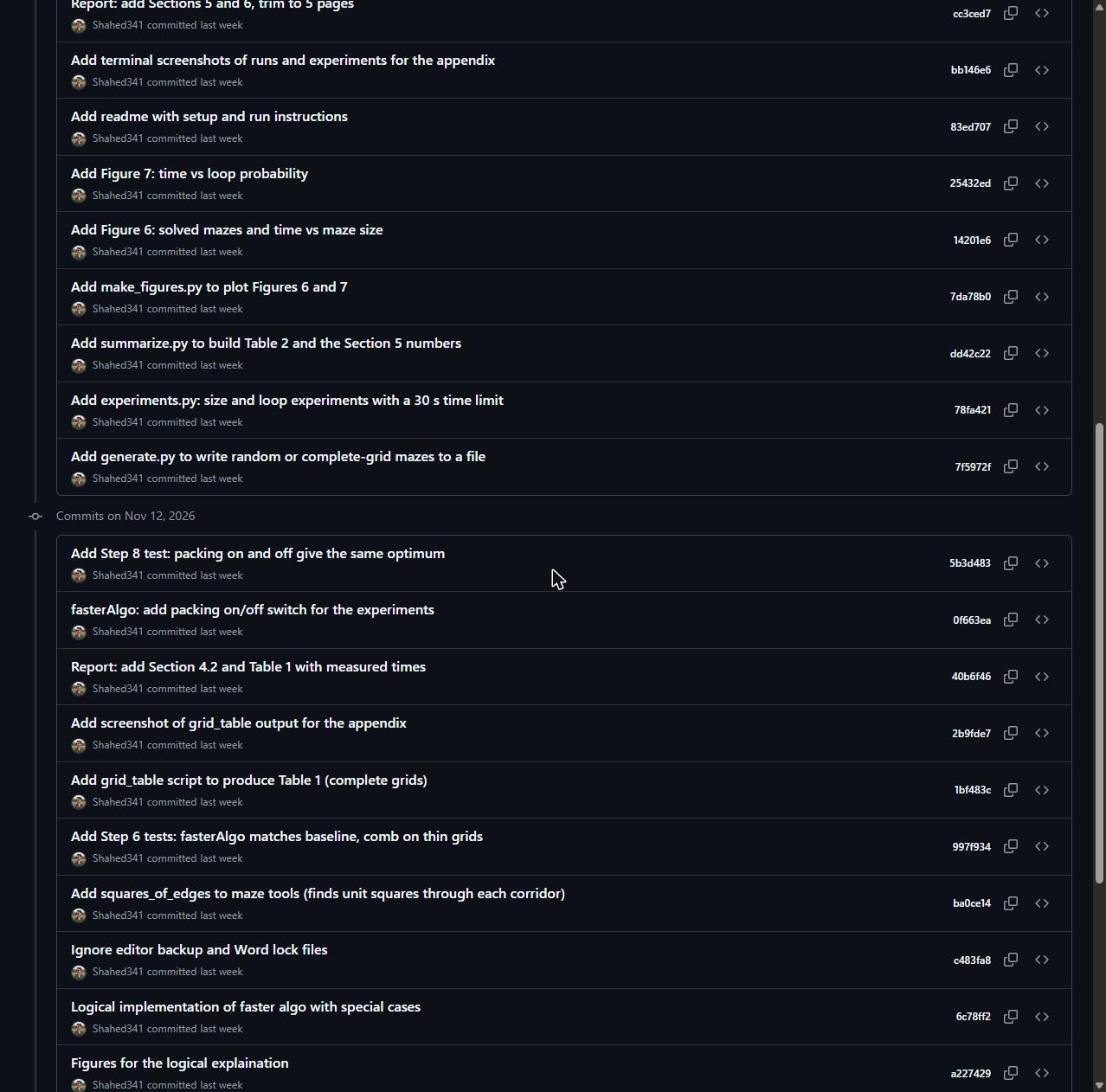 Report: add Sections 5 and 6, trim to 5 pages
Shahed341 committed last week
cc3ced7
Add terminal screenshots of runs and experiments for the appendix
Shahed341 committed last week
bb146e6
Add readme with setup and run instructions
Shahed341 committed last week
83ed707
Add Figure 7: time vs loop probability
Shahed341 committed last week
25432ed
Add Figure 6: solved mazes and time vs maze size
Shahed341 committed last week
14201e6
Add make_figures.py to plot Figures 6 and 7
Shahed341 committed last week
7da78b0
Add summarize.py to build Table 2 and the Section 5 numbers
Shahed341 committed last week
dd42c22
Add experiments.py: size and loop experiments with a 30 s time limit
Shahed341 committed last week
78fa421
Add generate.py to write random or complete-grid mazes to a file
Shahed341 committed last week
7f5972f
Commits on Nov 12, 2026
Add Step 8 test: packing on and off give the same optimum
Shahed341 committed last week
5b3d483
fasterAlgo: add packing on/off switch for the experiments
Shahed341 committed last week
0f663ea
Report: add Section 4.2 and Table 1 with measured times
Shahed341 committed last week
40b6f46
Add screenshot of grid_table output for the appendix
Shahed341 committed last week
2b9fde7
Add grid_table script to produce Table 1 (complete grids)
Shahed341 committed last week
1bf483c
Add Step 6 tests: fasterAlgo matches baseline, comb on thin grids
Shahed341 committed last week
997f934
Add squares_of_edges to maze tools (finds unit squares through each corridor)
Shahed341 committed last week
ba0ce14
Ignore editor backup and Word lock files
Shahed341 committed last week
c483fa8
Logical implementation of faster algo with special cases
Shahed341 committed last week
6c78ff2
Figures for the logical explaination
Shahed341 committed last week
a227429